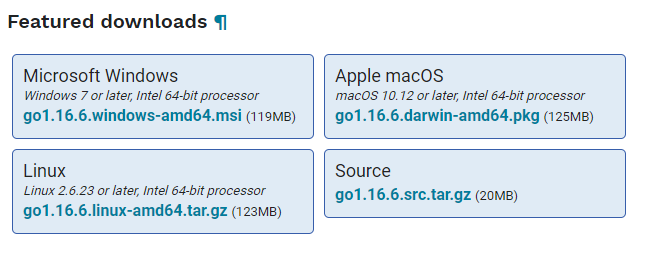 Featured downloads ¶
Microsoft Windows
Windows 7 or later, Intel 64-bit processor
go1.16.6.windows-amd64.msi (119MB)
Apple macOS
macOS 10.12 or later, Intel 64-bit processor
go1.16.6.darwin-amd64.pkg (125MB)
Linux
Linux 2.6.23 or later, Intel 64-bit processor
go1.16.6.linux-amd64.tar.gz (123MB)
Source
go1.16.6.src.tar.gz (20MB)